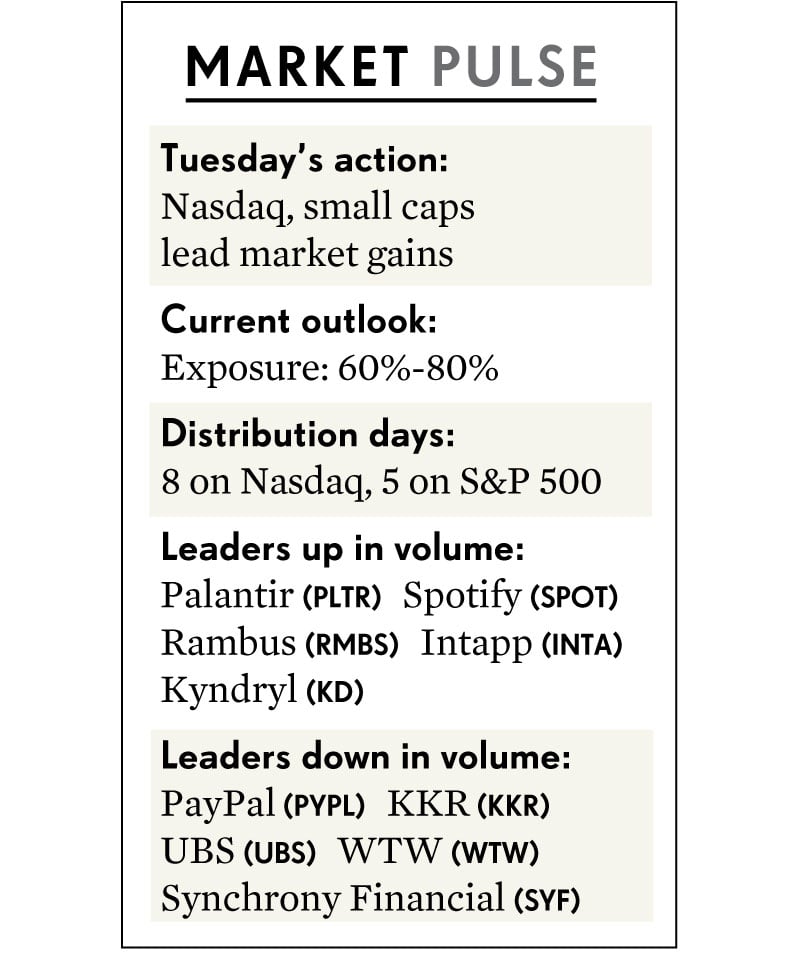 MARKET PULSE
Tuesday's action:
Nasdaq, small caps
lead market gains
Current outlook:
Exposure: 60%-80%
Distribution days:
8 on Nasdaq, 5 on S&P 500
Leaders up in volume:
Palantir (PLTR) Spotify (SPOT)
Rambus (RMBS) Intapp (INTA)
Kyndryl (KD)
Leaders down in volume:
PayPal (PYPL) KKR (KKR)
UBS (UBS) WTW (WTW)
Synchrony Financial (SYF)